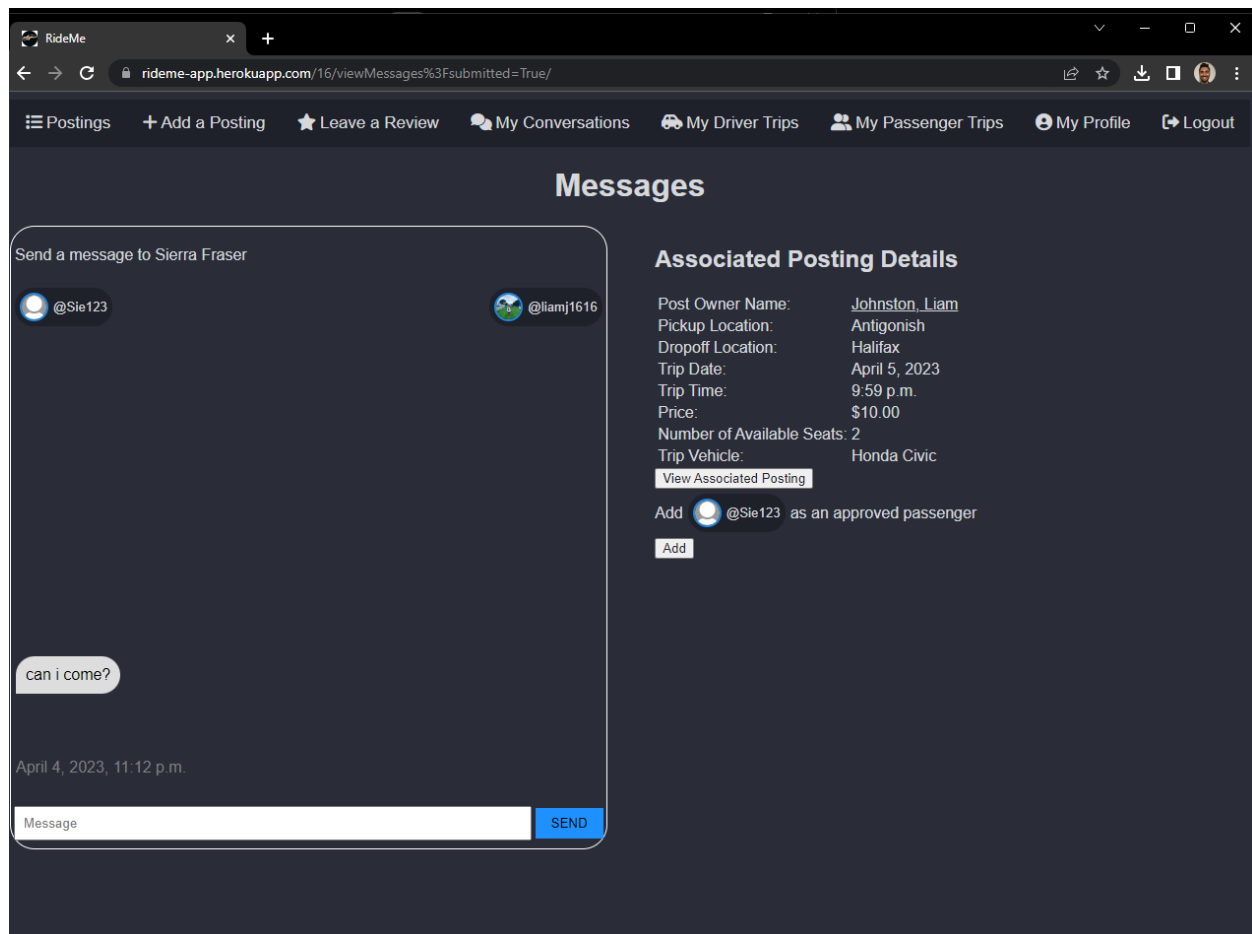 RideMe
rideme-app.herokuapp.com/16/viewMessages%3Fsubmitted=True/
Postings Add a Posting Leave a Review My Conversations My Driver Trips My Passenger Trips My Profile Logout
Messages
Send a message to Sierra Fraser
@Sie123 @liamj1616
can i come?
April 4, 2023, 11:12 p.m.
Message SEND
Associated Posting Details
Post Owner Name: Johnston, Liam
Pickup Location: Antigonish
Dropoff Location: Halifax
Trip Date: April 5, 2023
Trip Time: 9:59 p.m.
Price: $10.00
Number of Available Seats: 2
Trip Vehicle: Honda Civic
View Associated Posting
Add @Sie123 as an approved passenger
Add